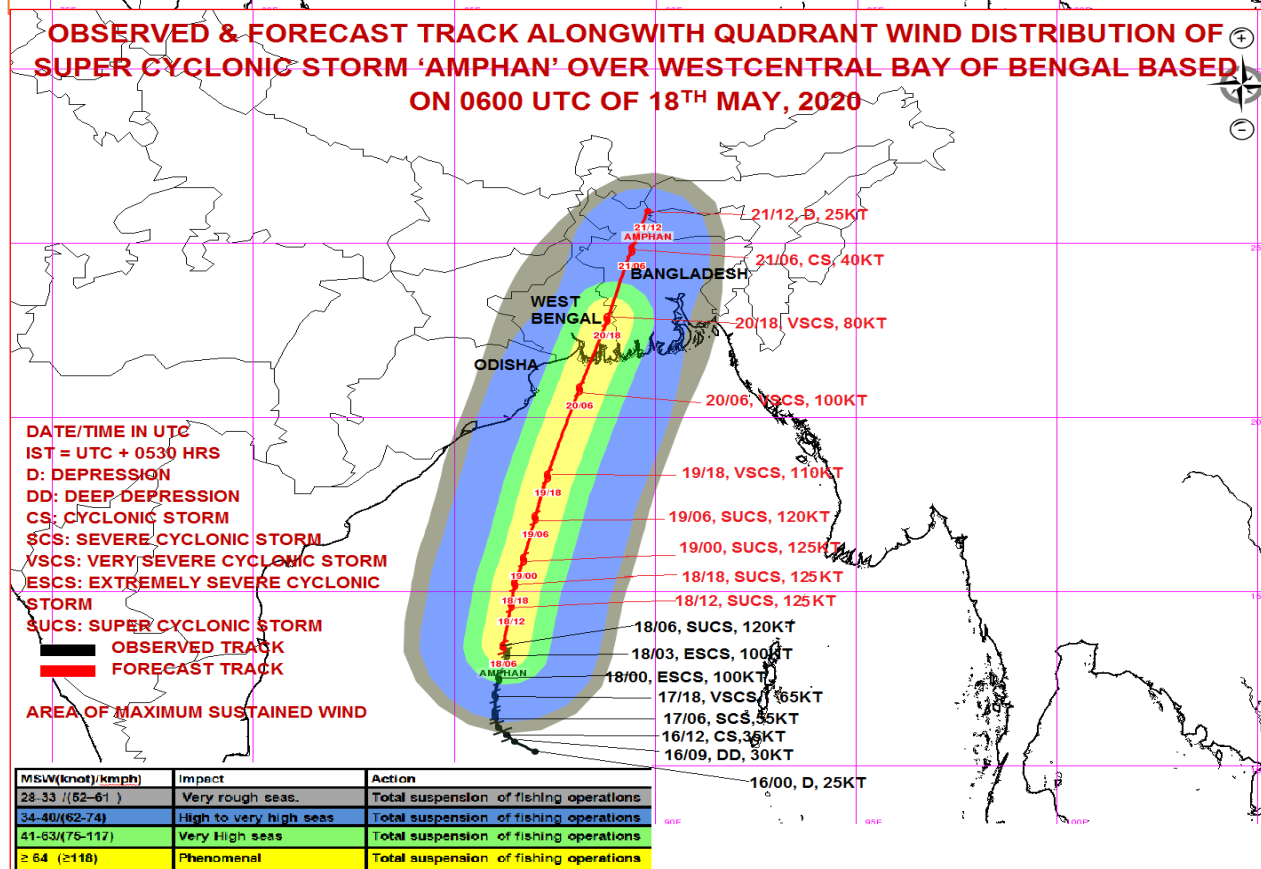 OBSERVED & FORECAST TRACK ALONGWITH QUADRANT WIND DISTRIBUTION OF
SUPER CYCLONIC STORM ‘AMPHAN’ OVER WESTCENTRAL BAY OF BENGAL BASED
ON 0600 UTC OF 18TH MAY, 2020
21/12, D, 25KT
21/12
AMPHAN
21/06, CS, 40KT
21/06
BANGLADESH
WEST
BENGAL
20/18, VSCS, 80KT
20/18
ODISHA
20/06, VSCS, 100KT
20/06
19/18, VSCS, 110KT
19/18
19/06, SUCS, 120KT
19/06
19/00, SUCS, 125KT
19/00
18/18, SUCS, 125KT
18/18
18/12, SUCS, 125KT
18/12
18/06, SUCS, 120KT
18/03, ESCS, 100KT
18/06
AMPHAN
18/00, ESCS, 100KT
17/18, VSCS, 65KT
17/06, SCS,55KT
16/12, CS,35KT
16/09, DD, 30KT
16/00, D, 25KT
DATE/TIME IN UTC
IST = UTC + 0530 HRS
D: DEPRESSION
DD: DEEP DEPRESSION
CS: CYCLONIC STORM
SCS: SEVERE CYCLONIC STORM
VSCS: VERY SEVERE CYCLONIC STORM
ESCS: EXTREMELY SEVERE CYCLONIC
STORM
SUCS: SUPER CYCLONIC STORM
OBSERVED TRACK
FORECAST TRACK
AREA OF MAXIMUM SUSTAINED WIND
MSW(knot)/kmph) Impact Action
28-33 /(52–61 ) Very rough seas. Total suspension of fishing operations
34-40/(62-74) High to very high seas Total suspension of fishing operations
41-63/(75-117) Very High seas Total suspension of fishing operations
≥ 64 (≥118) Phenomenal Total suspension of fishing operations
90E 95E 100E